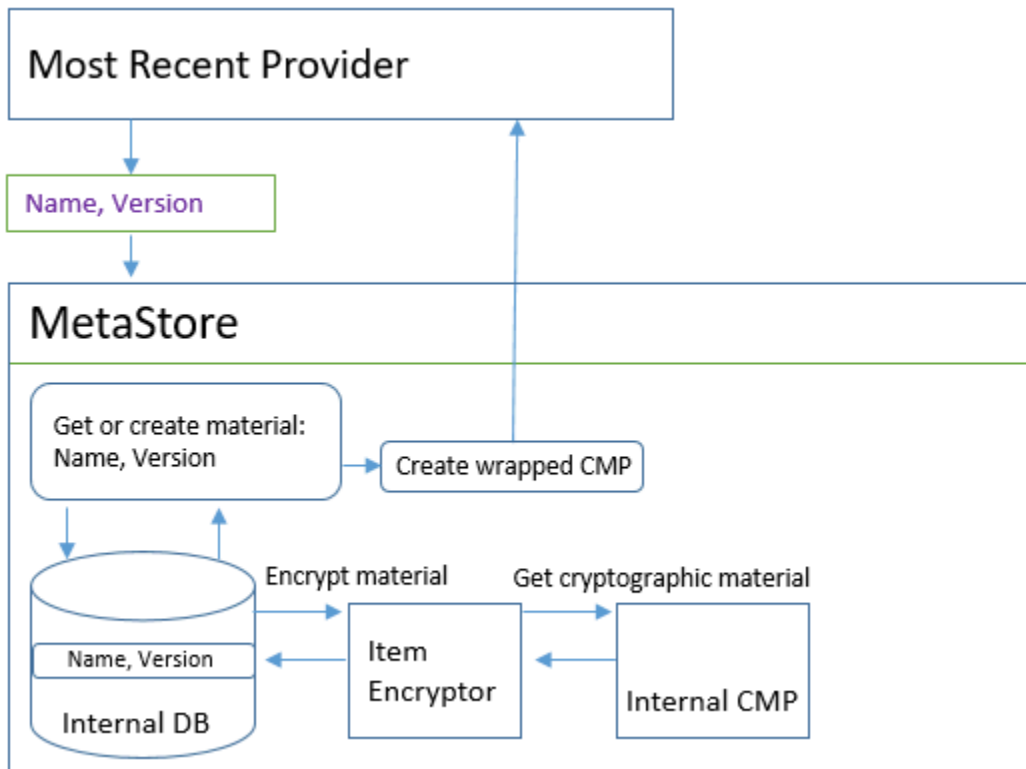 Most Recent Provider
Name, Version
MetaStore
Get or create material:
Name, Version
Create wrapped CMP
Encrypt material
Get cryptographic material
Name, Version
Internal DB
Item
Encryptor
Internal CMP